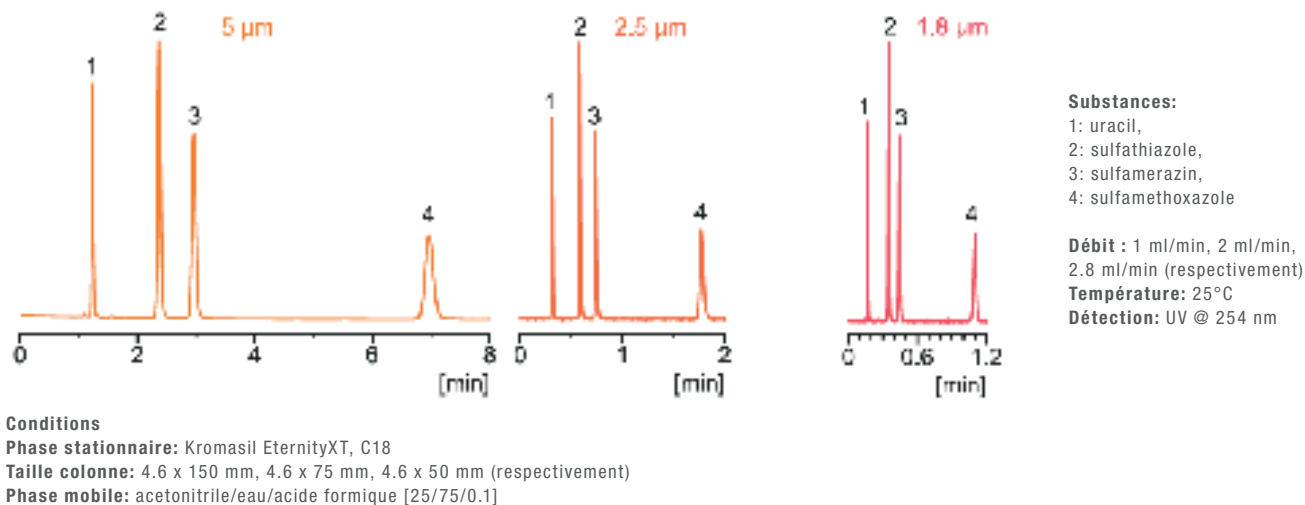 5 µm
2.5 µm
1.8 µm
1
2
3
4
1
2
3
4
1
2
3
4
0 2 4 6 8
[min]
0 1 2
[min]
0 0.6 1.2
[min]
Substances:
1: uracil,
2: sulfathiazole,
3: sulfamerazin,
4: sulfamethoxazole
Débit : 1 ml/min, 2 ml/min,
2.8 ml/min (respectivement)
Température: 25°C
Détection: UV @ 254 nm
Conditions
Phase stationnaire: Kromasil EternityXT, C18
Taille colonne: 4.6 x 150 mm, 4.6 x 75 mm, 4.6 x 50 mm (respectivement)
Phase mobile: acetonitrile/eau/acide formique [25/75/0.1]